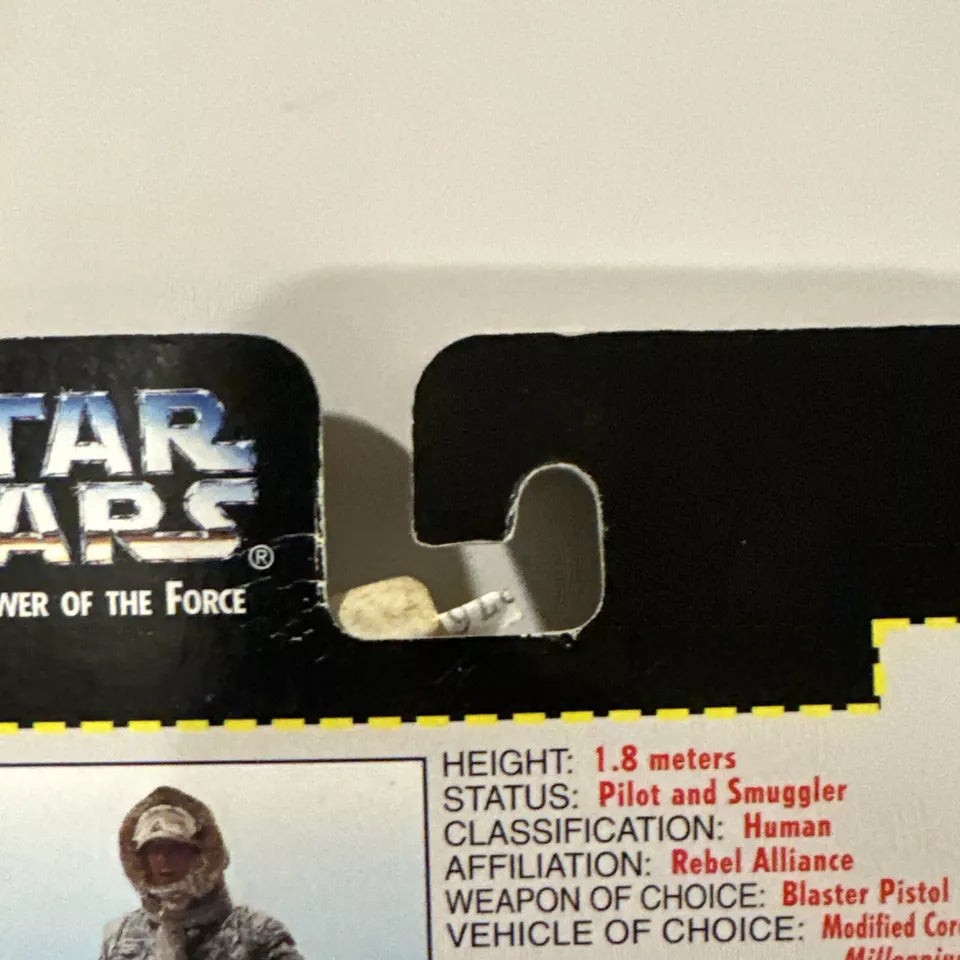 TAR
ARS®
WER OF THE FORCE
HEIGHT: 1.8 meters
STATUS: Pilot and Smuggler
CLASSIFICATION: Human
AFFILIATION: Rebel Alliance
WEAPON OF CHOICE: Blaster Pistol
VEHICLE OF CHOICE: Modified Cor